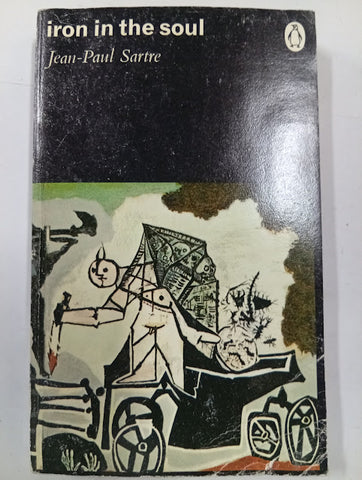 iron in the soul
Jean-Paul Sartre